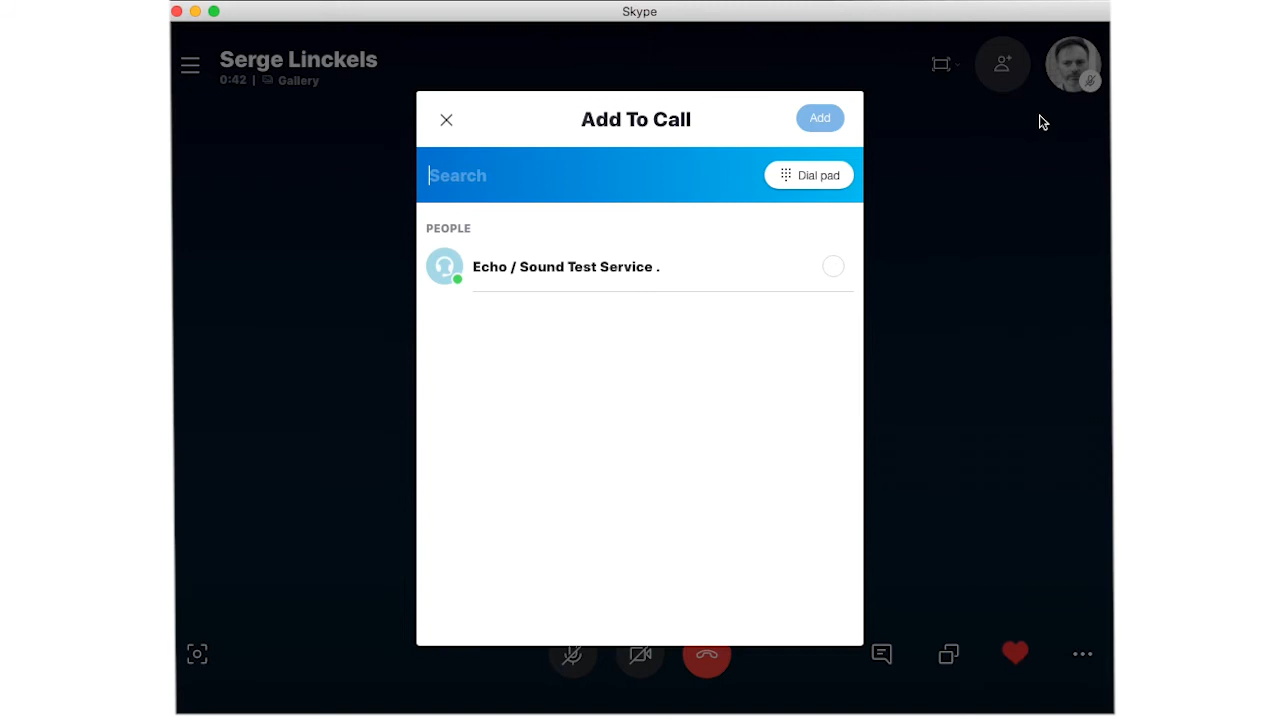 Skype
Serge Linckels
0:42 | Gallery
Add To Call
Add
Search
Dial pad
PEOPLE
Echo / Sound Test Service .